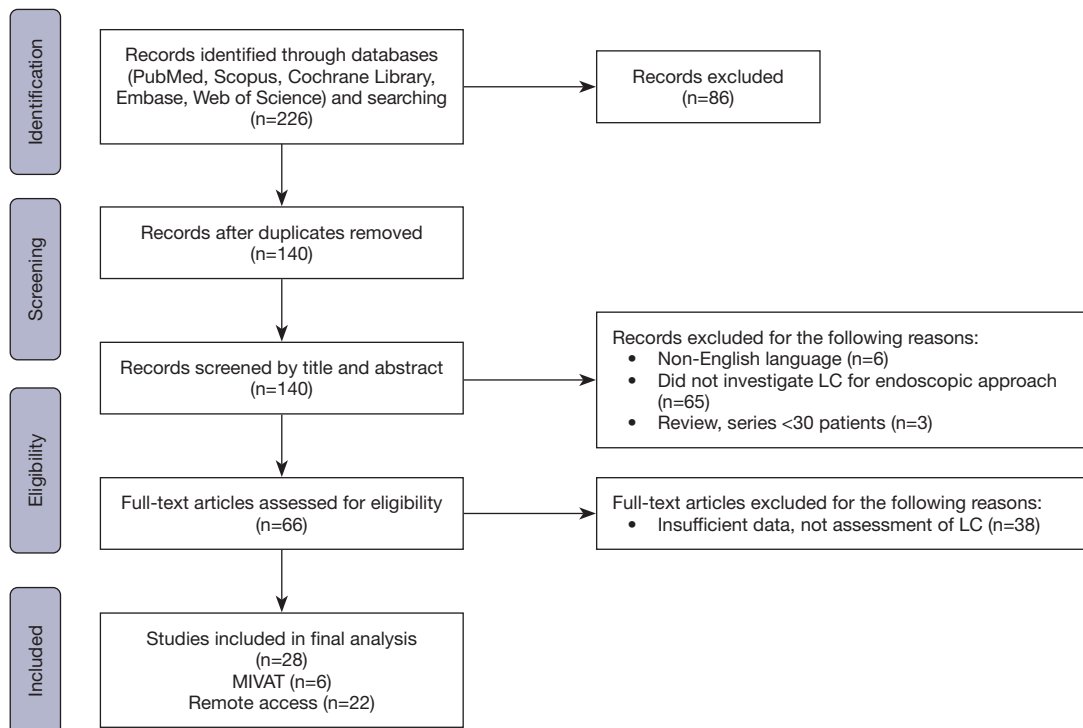 Identification
Records identified through databases
(PubMed, Scopus, Cochrane Library,
Embase, Web of Science) and searching
(n=226)
Records excluded
(n=86)
Screening
Records after duplicates removed
(n=140)
Records screened by title and abstract
(n=140)
Records excluded for the following reasons:
• Non-English language (n=6)
• Did not investigate LC for endoscopic approach
(n=65)
• Review, series <30 patients (n=3)
Eligibility
Full-text articles assessed for eligibility
(n=66)
Full-text articles excluded for the following reasons:
• Insufficient data, not assessment of LC (n=38)
Included
Studies included in final analysis
(n=28)
MIVAT (n=6)
Remote access (n=22)